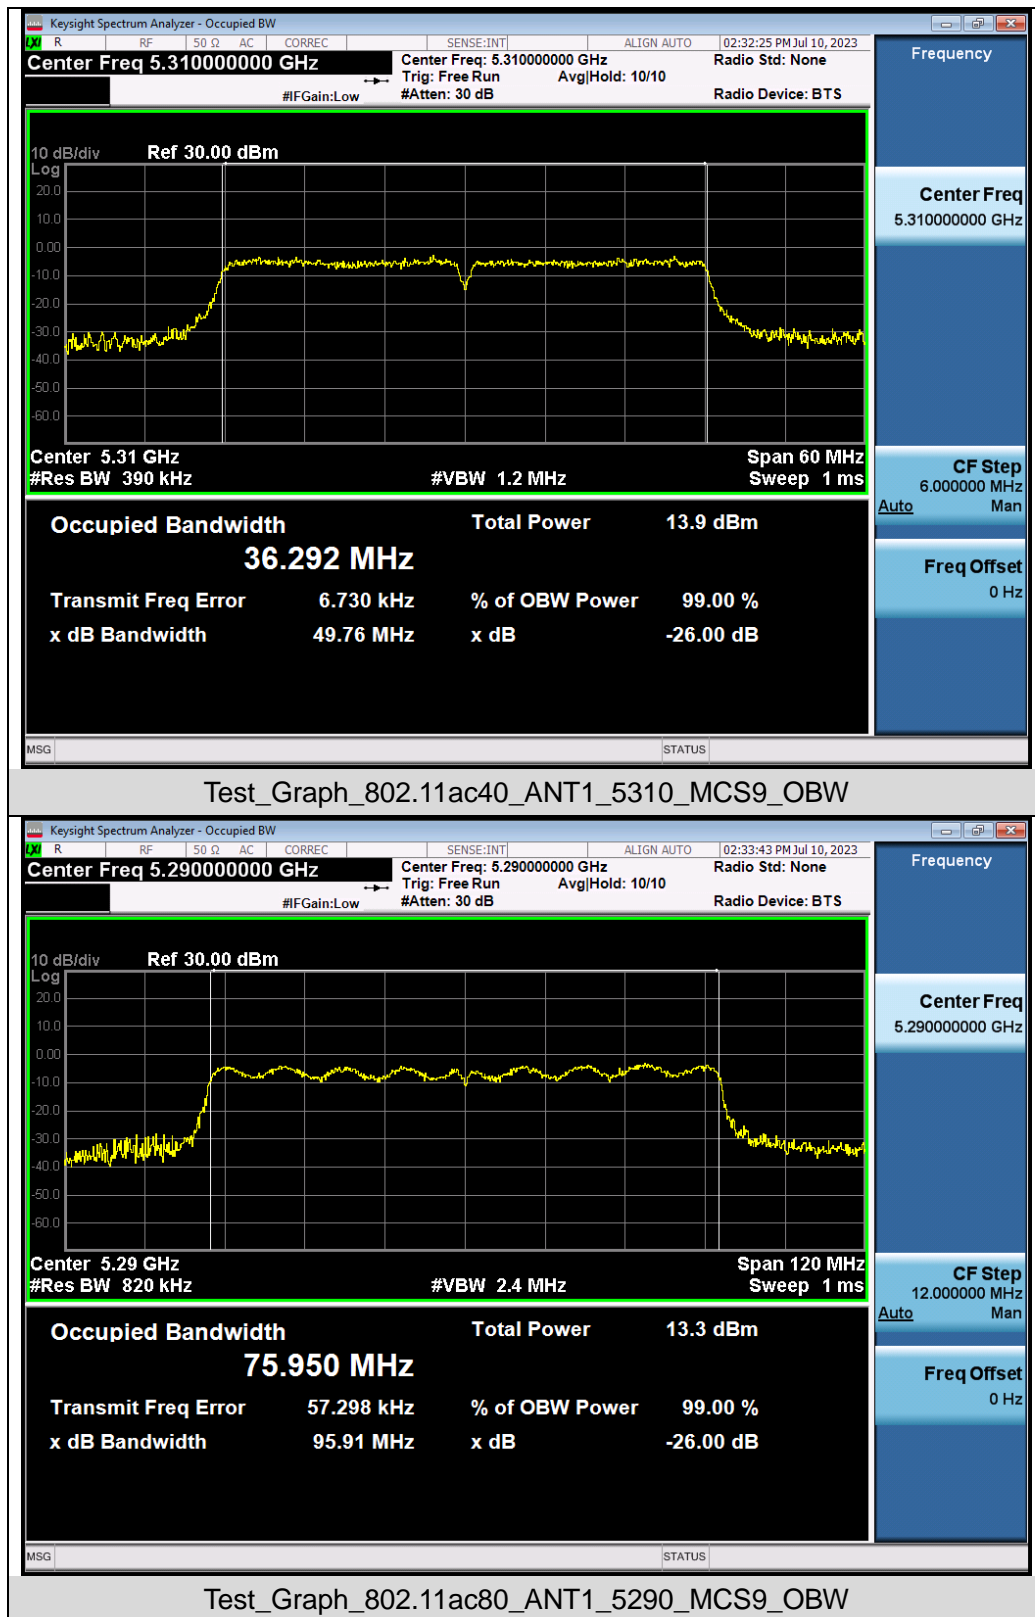 Keysight Spectrum Analyzer - Occupied BW
LXI R RF 50 Ω AC CORREC SENSE:INT ALIGN AUTO 02:32:25 PM Jul 10, 2023
Center Freq 5.310000000 GHz
Center Freq: 5.310000000 GHz Radio Std: None
Trig: Free Run Avg|Hold: 10/10
#IFGain:Low #Atten: 30 dB Radio Device: BTS
10 dB/div Ref 30.00 dBm
Log
20.0
10.0
0.00
-10.0
-20.0
-30.0
-40.0
-50.0
-60.0
Center 5.31 GHz Span 60 MHz
#Res BW 390 kHz #VBW 1.2 MHz Sweep 1 ms
Occupied Bandwidth Total Power 13.9 dBm
36.292 MHz
Transmit Freq Error 6.730 kHz % of OBW Power 99.00 %
x dB Bandwidth 49.76 MHz x dB -26.00 dB
MSG STATUS
Frequency
Center Freq
5.310000000 GHz
CF Step
6.000000 MHz
Auto Man
Freq Offset
0 Hz
Test_Graph_802.11ac40_ANT1_5310_MCS9_OBW
Keysight Spectrum Analyzer - Occupied BW
LXI R RF 50 Ω AC CORREC SENSE:INT ALIGN AUTO 02:33:43 PM Jul 10, 2023
Center Freq 5.290000000 GHz
Center Freq: 5.290000000 GHz Radio Std: None
Trig: Free Run Avg|Hold: 10/10
#IFGain:Low #Atten: 30 dB Radio Device: BTS
10 dB/div Ref 30.00 dBm
Log
20.0
10.0
0.00
-10.0
-20.0
-30.0
-40.0
-50.0
-60.0
Center 5.29 GHz Span 120 MHz
#Res BW 820 kHz #VBW 2.4 MHz Sweep 1 ms
Occupied Bandwidth Total Power 13.3 dBm
75.950 MHz
Transmit Freq Error 57.298 kHz % of OBW Power 99.00 %
x dB Bandwidth 95.91 MHz x dB -26.00 dB
MSG STATUS
Frequency
Center Freq
5.290000000 GHz
CF Step
12.000000 MHz
Auto Man
Freq Offset
0 Hz
Test_Graph_802.11ac80_ANT1_5290_MCS9_OBW